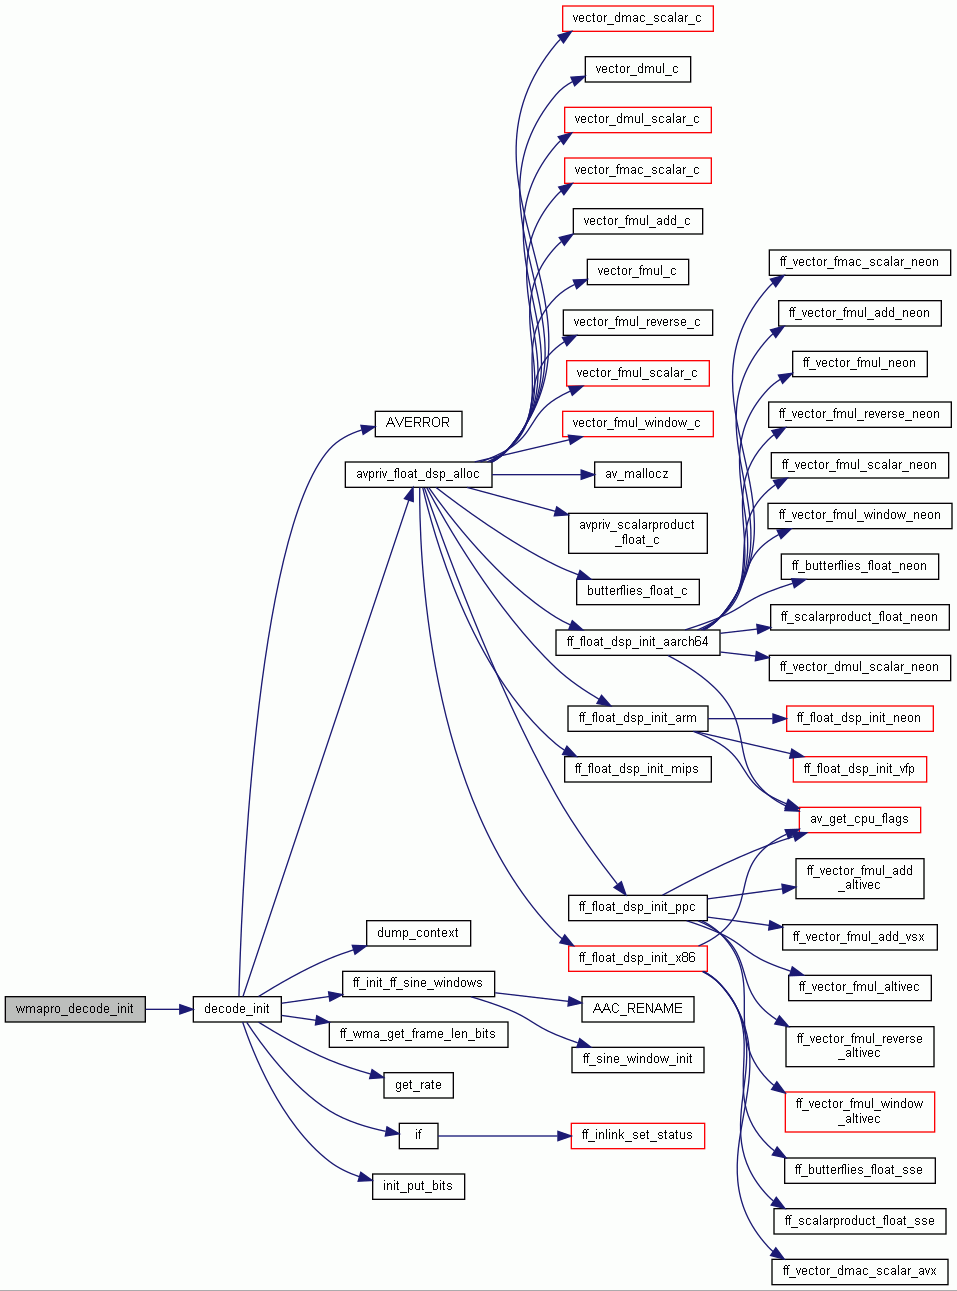 vector_dmac_scalar_c
vector_dmul_c
vector_dmul_scalar_c
vector_fmac_scalar_c
vector_fmul_add_c
vector_fmul_c
vector_fmul_reverse_c
vector_fmul_scalar_c
vector_fmul_window_c
AVERROR
avpriv_float_dsp_alloc
av_mallocz
avpriv_scalarproduct
_float_c
butterflies_float_c
ff_float_dsp_init_aarch64
ff_vector_fmac_scalar_neon
ff_vector_fmul_add_neon
ff_vector_fmul_neon
ff_vector_fmul_reverse_neon
ff_vector_fmul_scalar_neon
ff_vector_fmul_window_neon
ff_butterflies_float_neon
ff_scalarproduct_float_neon
ff_vector_dmul_scalar_neon
ff_float_dsp_init_arm
ff_float_dsp_init_neon
ff_float_dsp_init_mips
ff_float_dsp_init_vfp
av_get_cpu_flags
ff_float_dsp_init_ppc
ff_vector_fmul_add
_altivec
ff_vector_fmul_add_vsx
ff_float_dsp_init_x86
ff_vector_fmul_altivec
ff_vector_fmul_reverse
_altivec
ff_vector_fmul_window
_altivec
ff_butterflies_float_sse
ff_scalarproduct_float_sse
ff_vector_dmac_scalar_avx
wmapro_decode_init
decode_init
dump_context
ff_init_ff_sine_windows
AAC_RENAME
ff_sine_window_init
ff_wma_get_frame_len_bits
get_rate
if
ff_inlink_set_status
init_put_bits